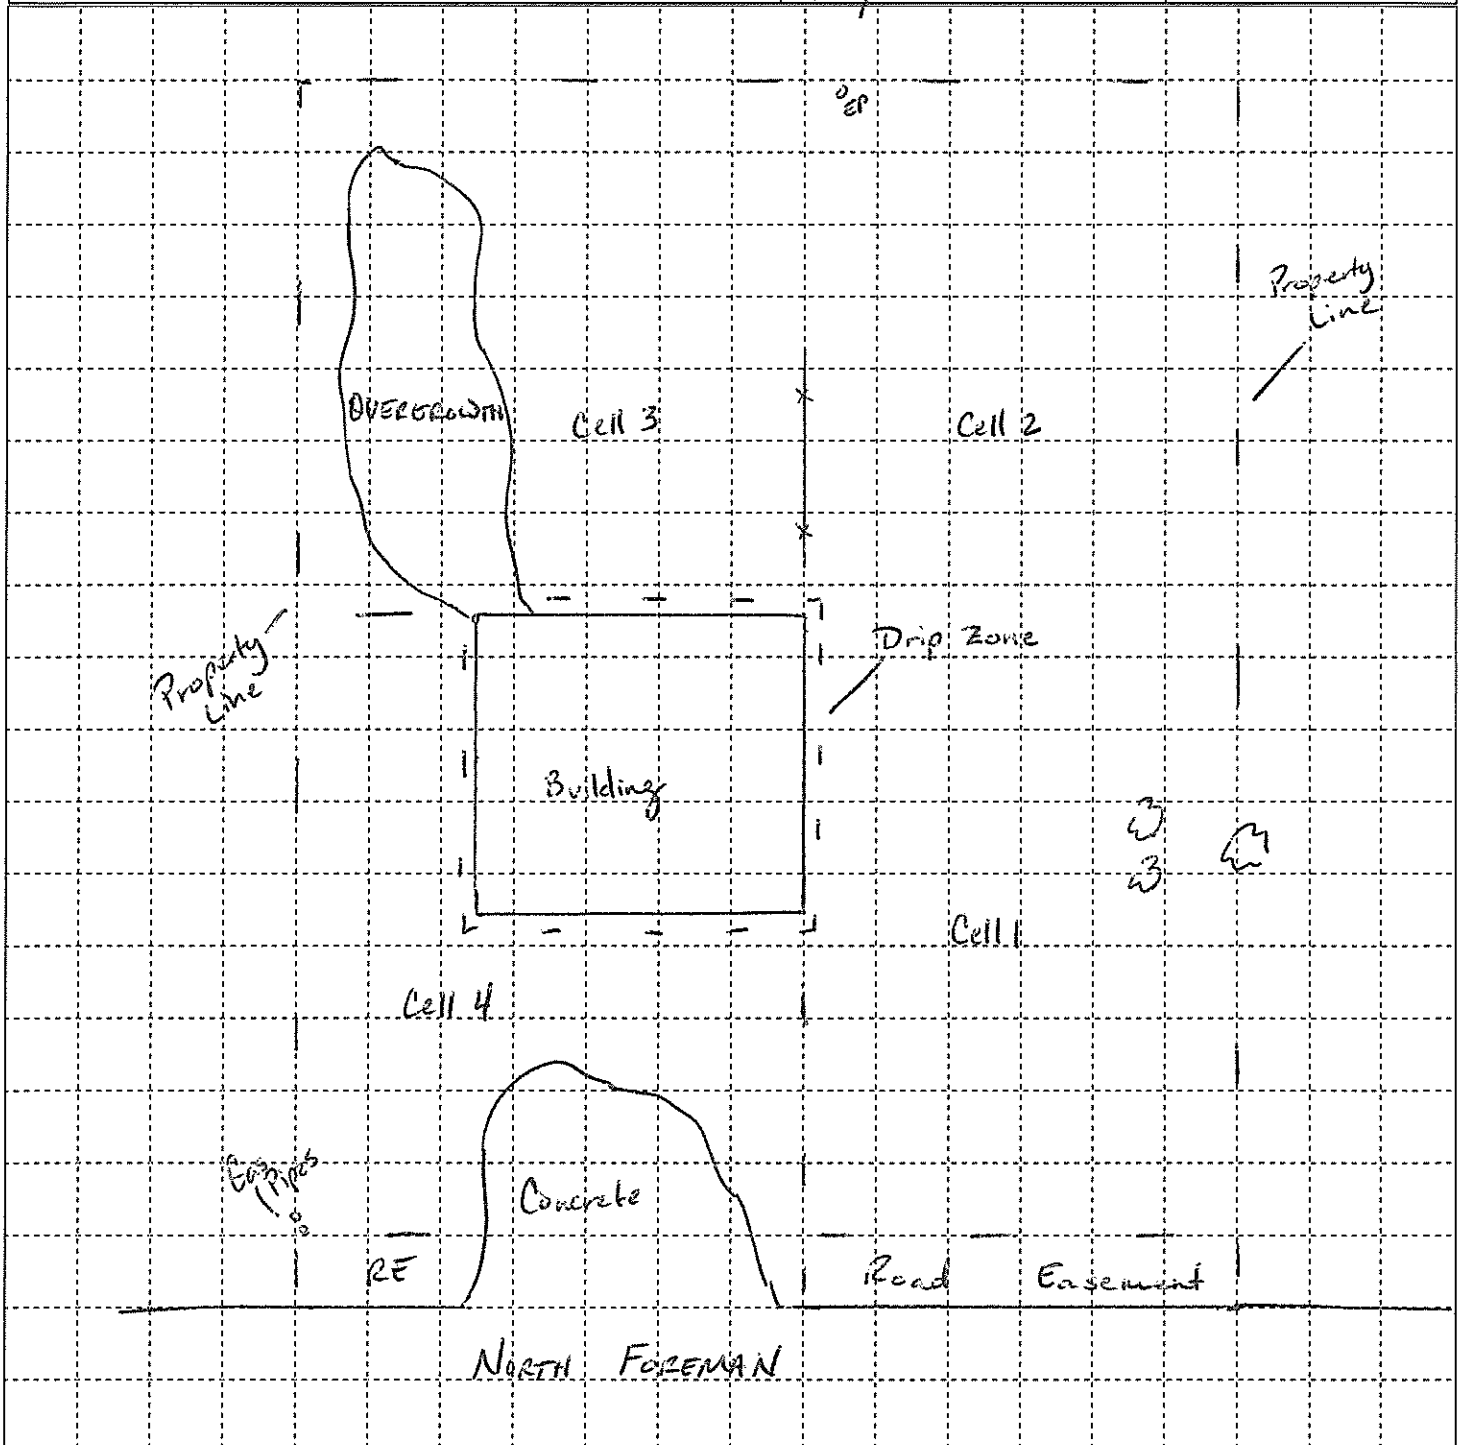 EP
Property
Line
OVERGROWTH
Cell 3
Cell 2
Property
Line
Drip Zone
Building
Cell 1
Cell 4
Gas Pipes
Concrete
RE
Road Easement
NORTH FOREMAN